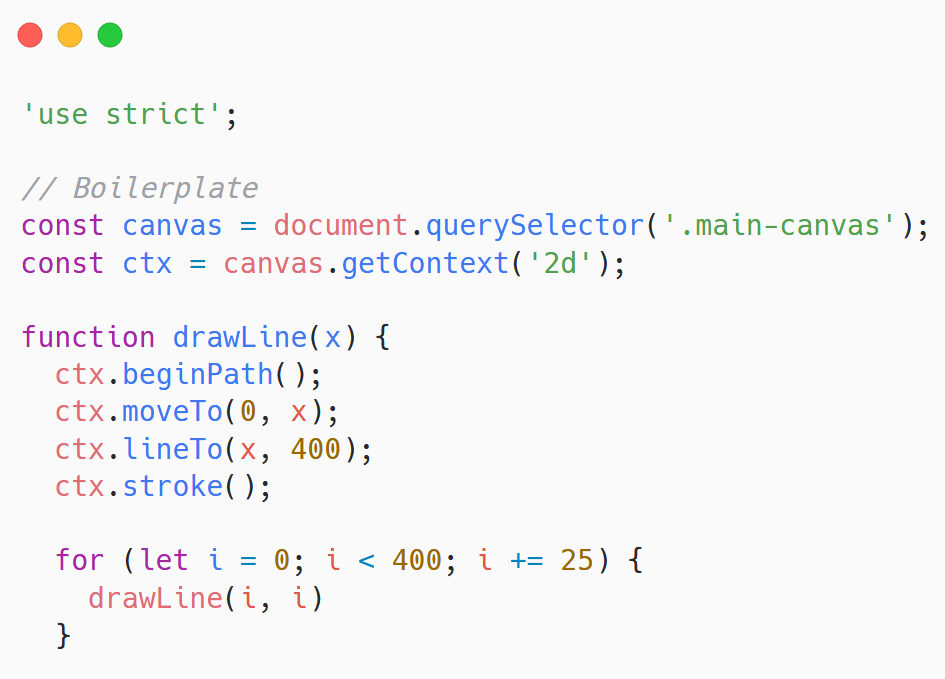 'use strict';
// Boilerplate
const canvas = document.querySelector('.main-canvas');
const ctx = canvas.getContext('2d');
function drawLine(x) {
  ctx.beginPath();
  ctx.moveTo(0, x);
  ctx.lineTo(x, 400);
  ctx.stroke();
  for (let i = 0; i < 400; i += 25) {
    drawLine(i, i)
  }